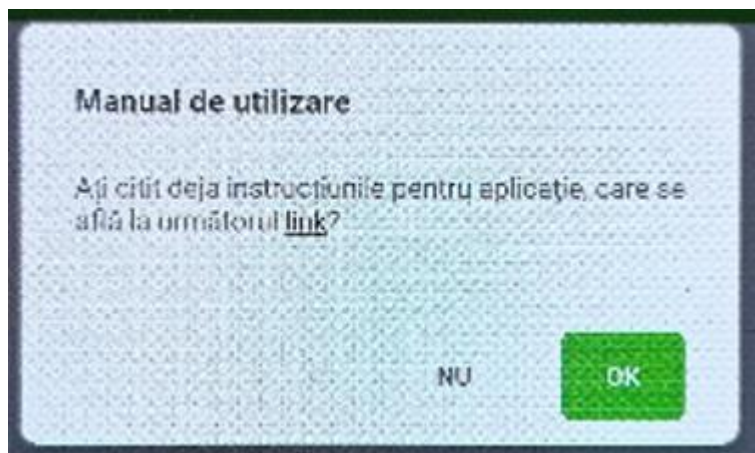 Manual de utilizare
Ați citit deja instrucțiunile pentru aplicație, care se
află la următorul link?
NU
OK